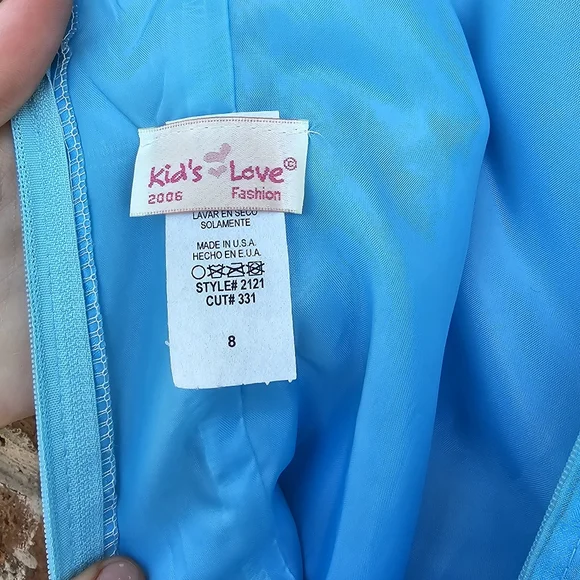 Kid's Love ©
2006 Fashion
LAVAR EN SECO
SOLAMENTE
MADE IN U.S.A.
HECHO EN E.U.A.
STYLE# 2121
CUT# 331
8